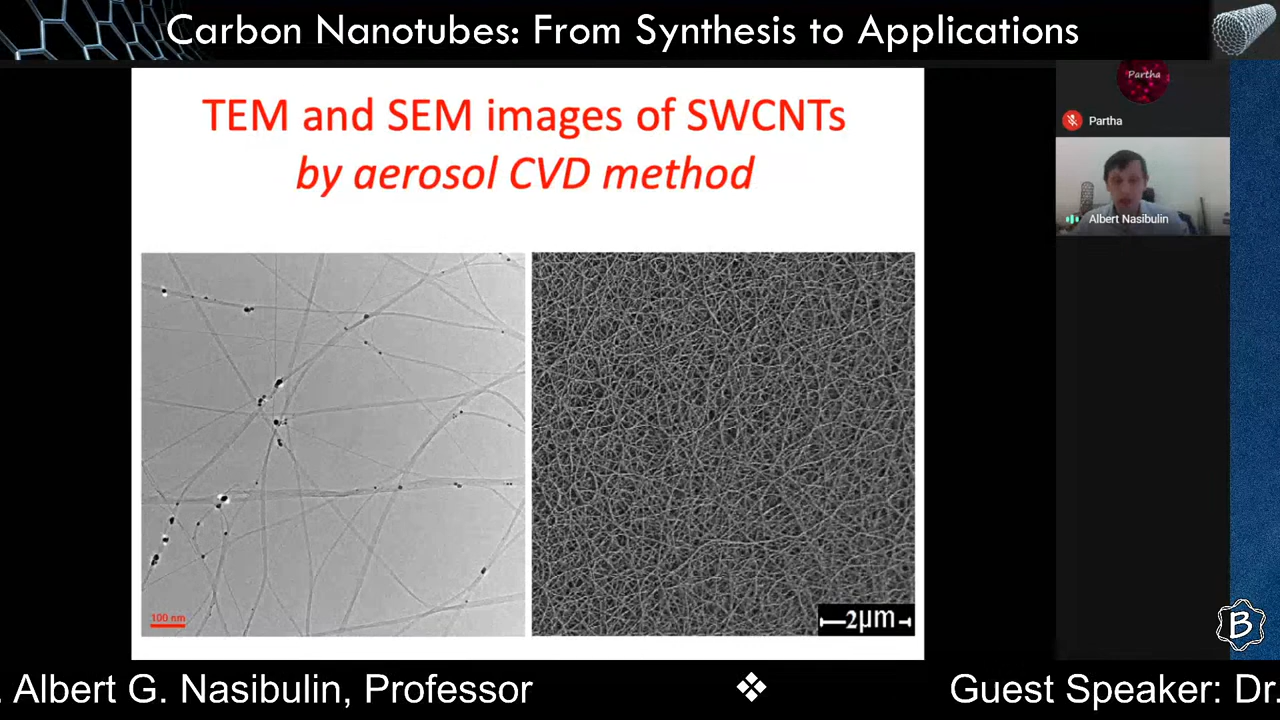 Carbon Nanotubes: From Synthesis to Applications
TEM and SEM images of SWCNTs
by aerosol CVD method
Partha
Partha
Albert Nasibulin
100 nm
2µm
B
. Albert G. Nasibulin, Professor
❖
Guest Speaker: Dr.